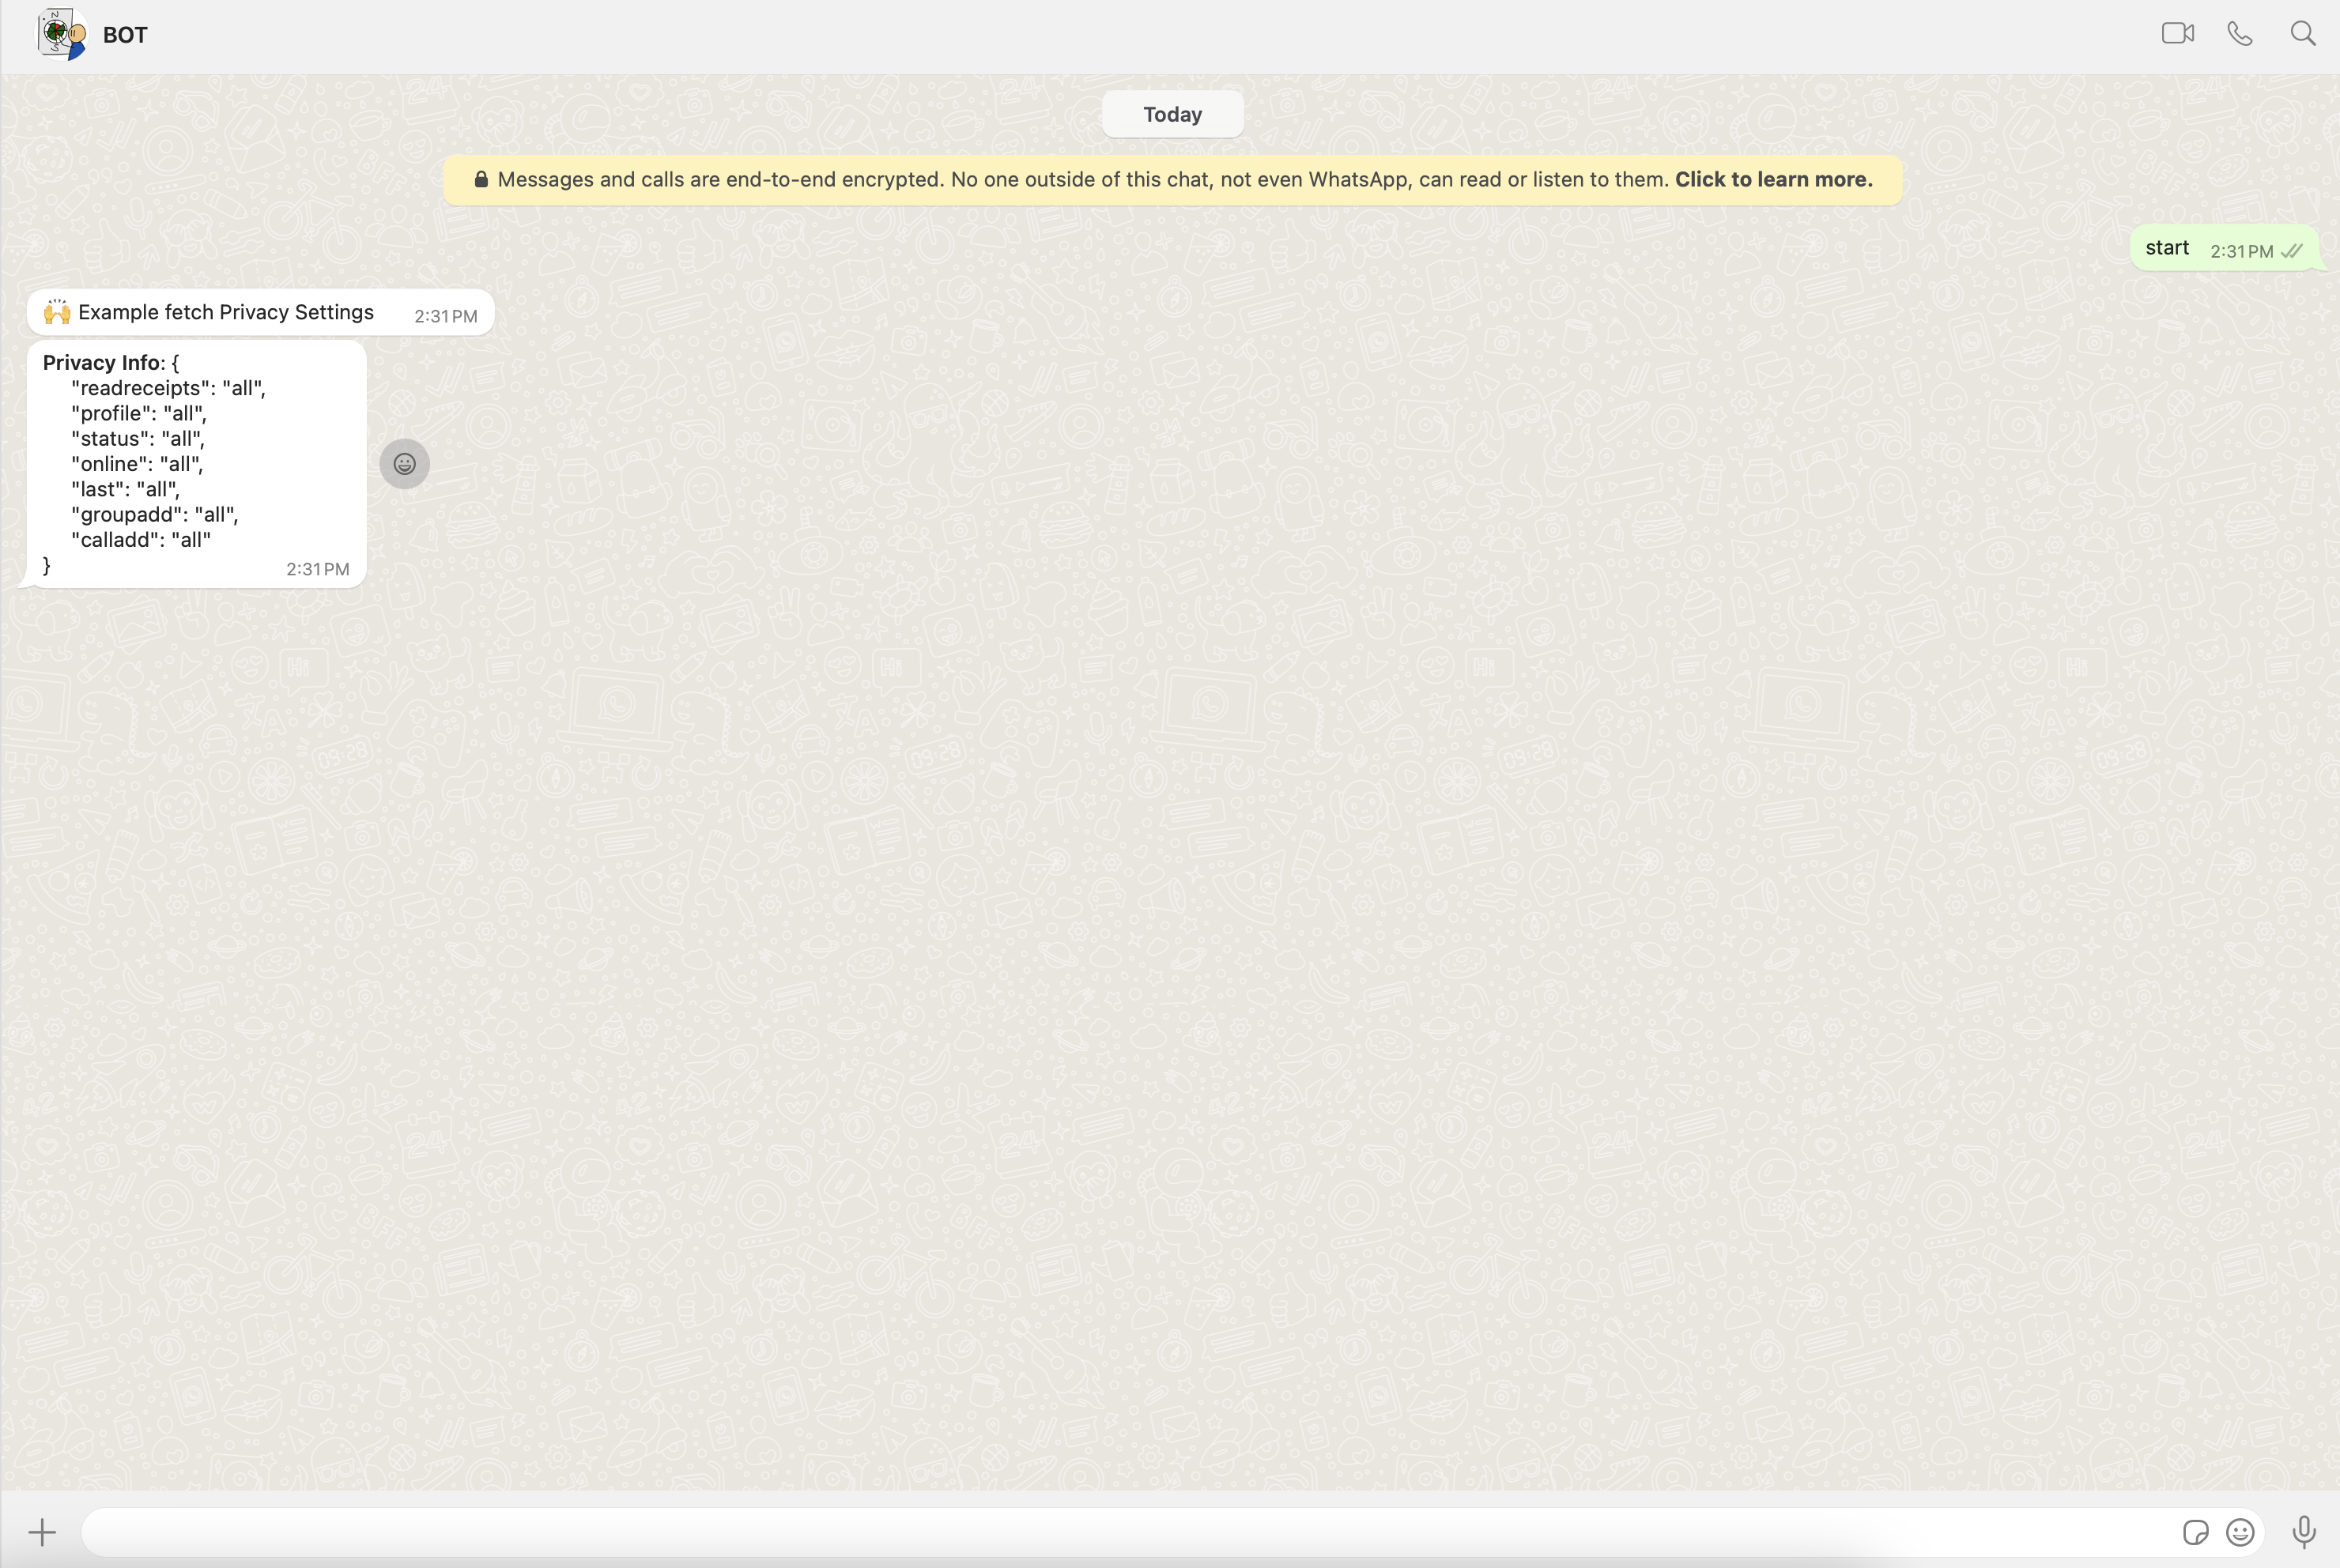 BOT
Today
Messages and calls are end-to-end encrypted. No one outside of this chat, not even WhatsApp, can read or listen to them. Click to learn more.
start 2:31 PM
🙌 Example fetch Privacy Settings 2:31 PM
Privacy Info: {
"readreceipts": "all",
"profile": "all",
"status": "all",
"online": "all",
"last": "all",
"groupadd": "all",
"calladd": "all"
} 2:31 PM